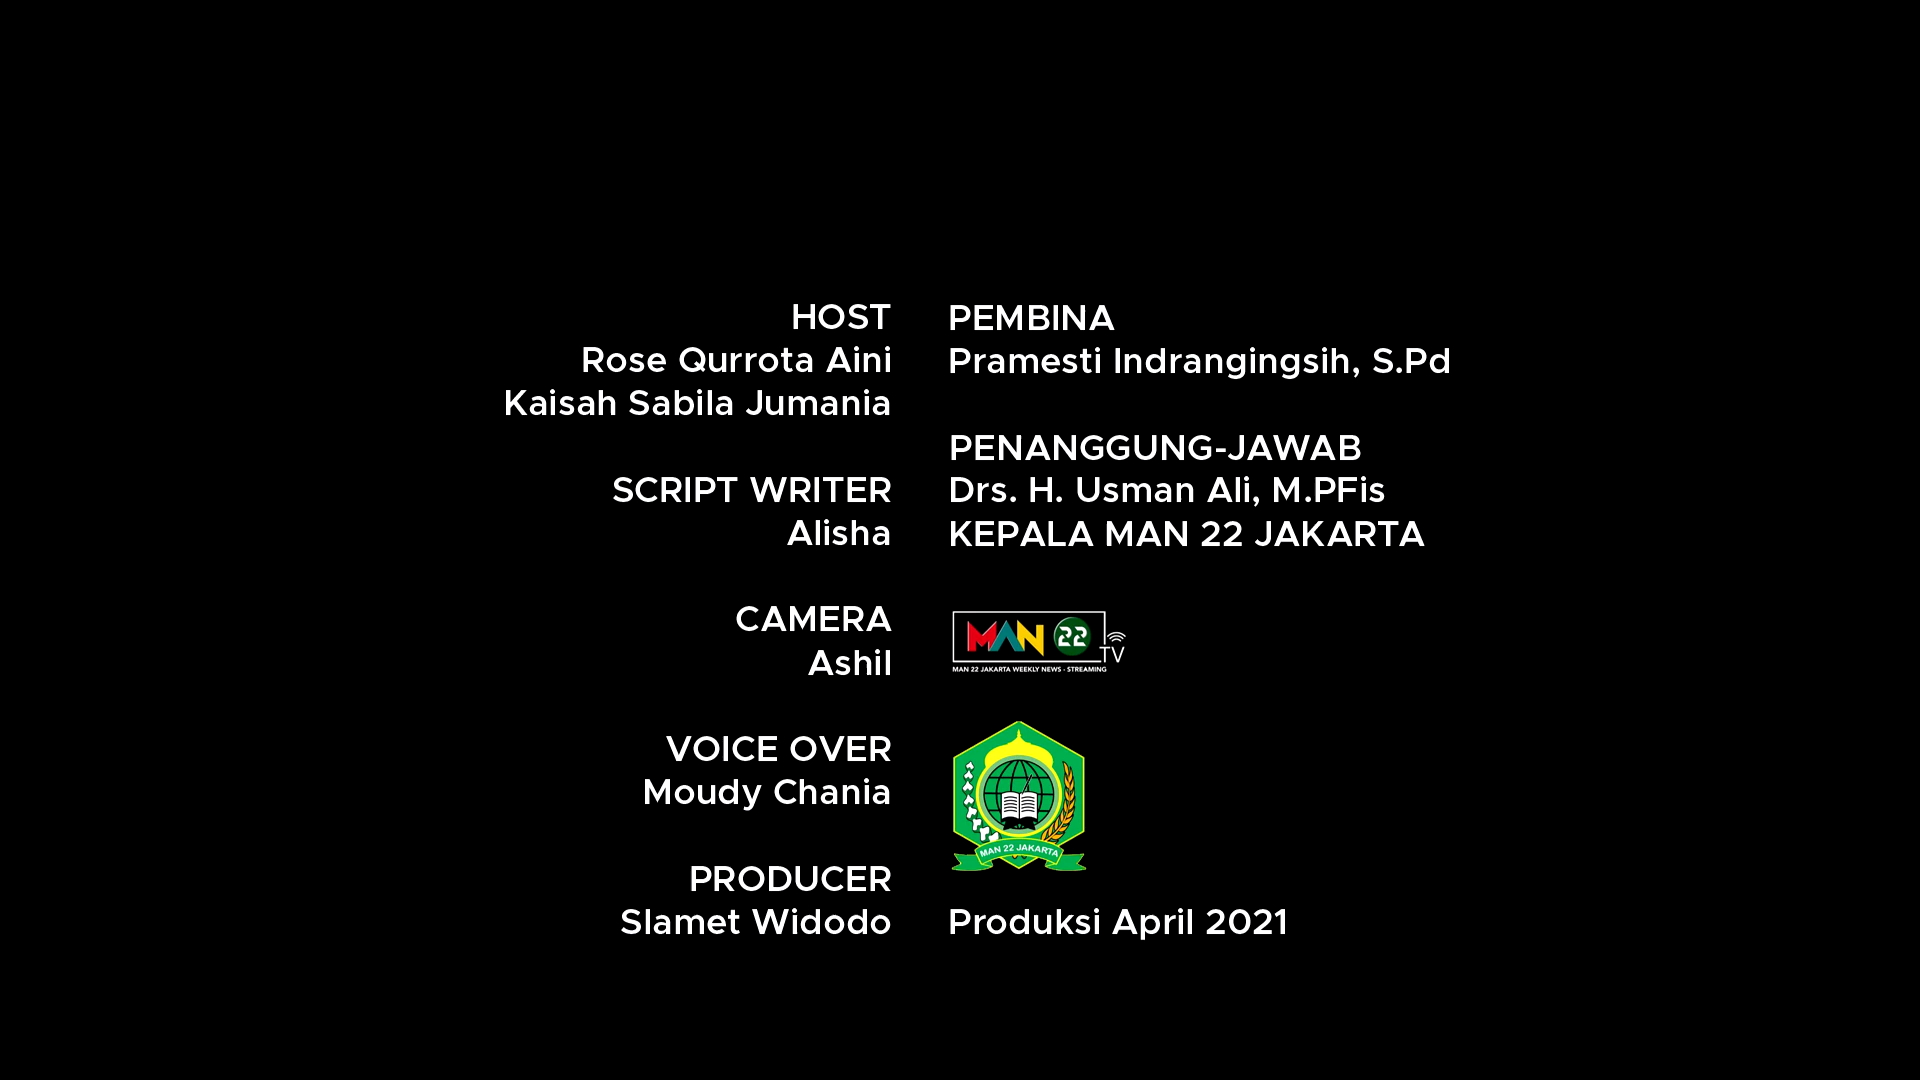 HOST
Rose Qurrota Aini
Kaisah Sabila Jumania
SCRIPT WRITER
Alisha
CAMERA
Ashil
VOICE OVER
Moudy Chania
PRODUCER
Slamet Widodo
PEMBINA
Pramesti Indrangingsih, S.Pd
PENANGGUNG-JAWAB
Drs. H. Usman Ali, M.PFis
KEPALA MAN 22 JAKARTA
MAN 22
TV
MAN 22 JAKARTA WEEKLY NEWS - STREAMING
MAN 22 JAKARTA
Produksi April 2021